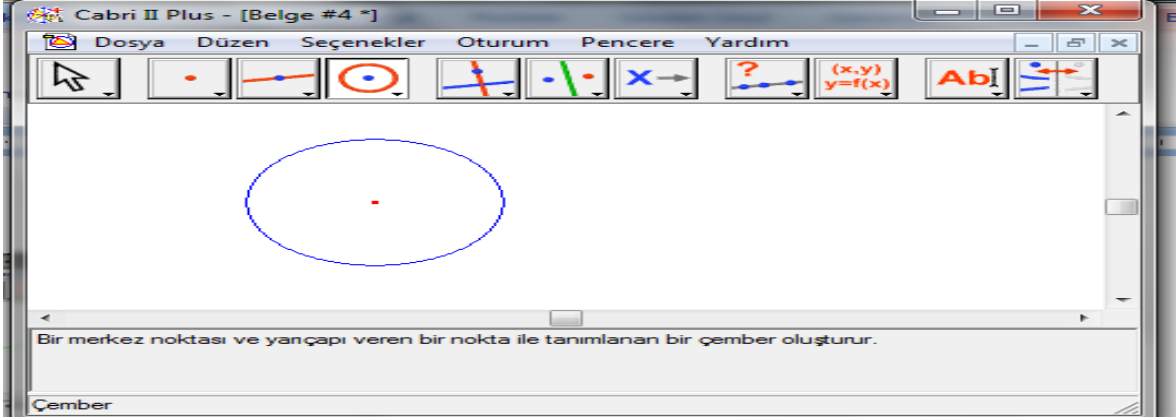 Cabri II Plus - [Belge #4 *]
Dosya Düzen Seçenekler Oturum Pencere Yardım
X ? (x,y) Ab
y=f(x)
Bir merkez noktası ve yarıçapı veren bir nokta ile tanımlanan bir çember oluşturur.
Çember